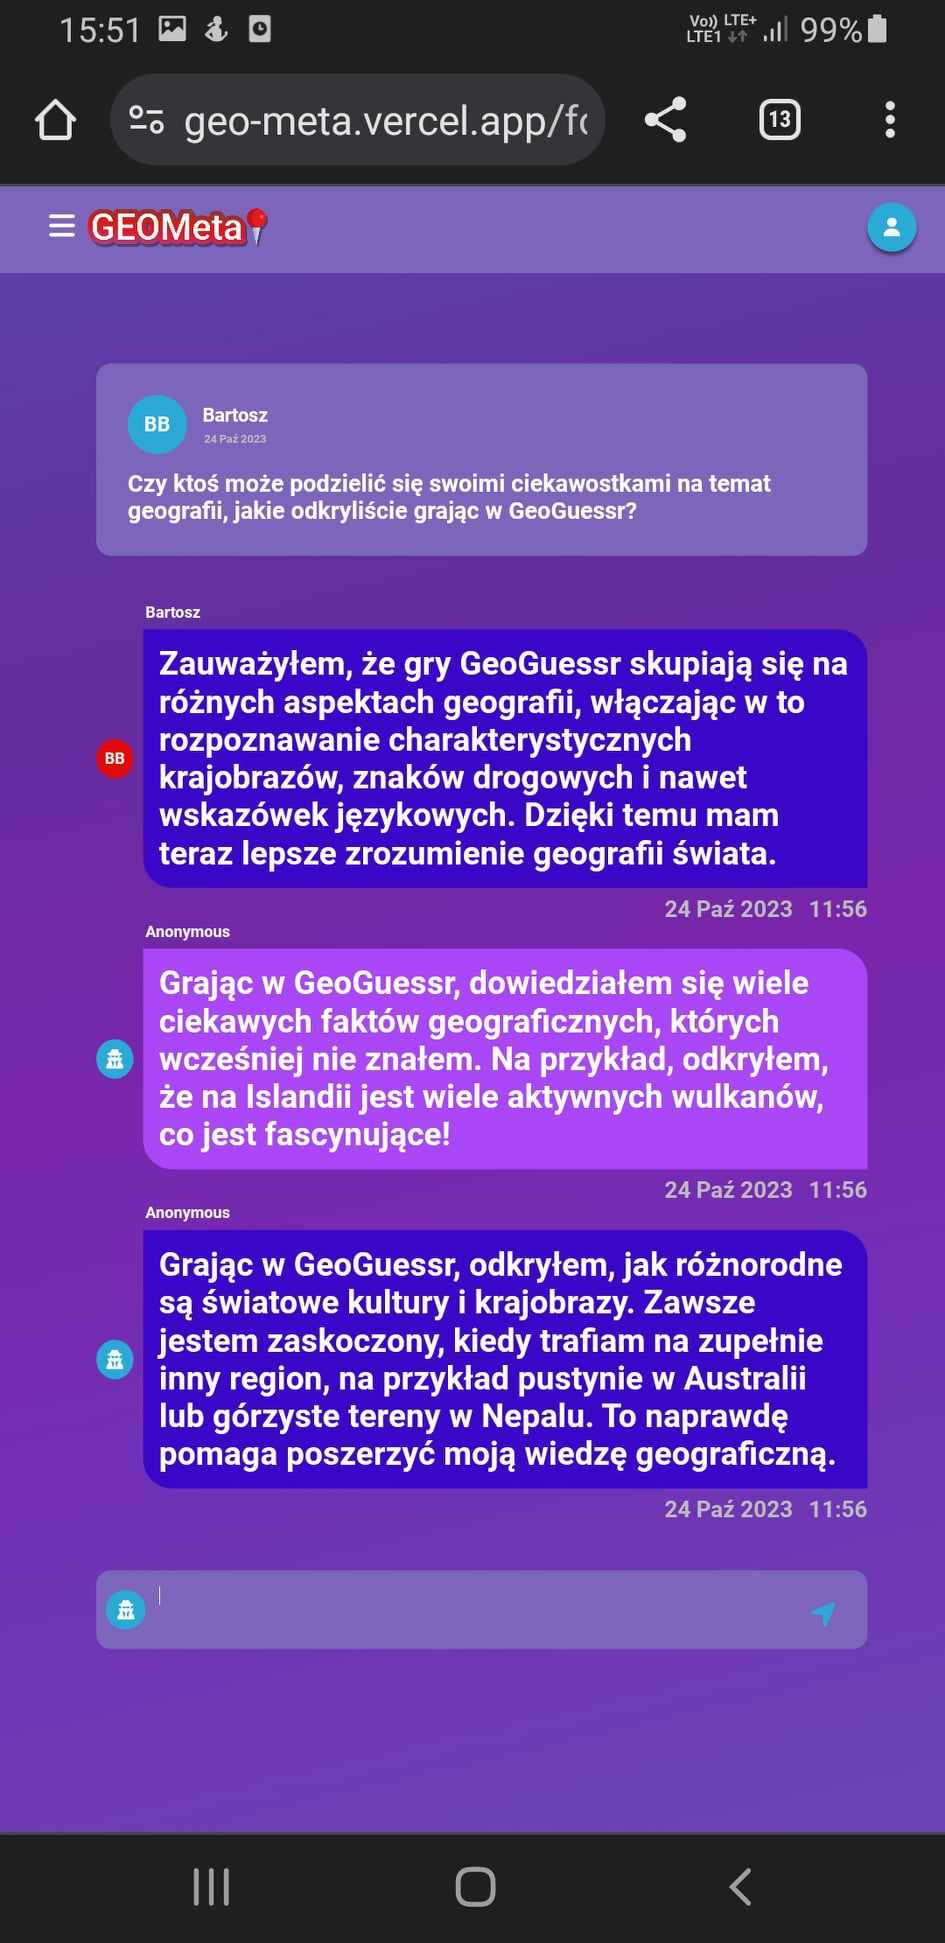 15:51
Vo)) LTE+
LTE1
99%
geo-meta.vercel.app/fo
13
GEOMeta
BB
Bartosz
24 Paź 2023
Czy ktoś może podzielić się swoimi ciekawostkami na temat
geografii, jakie odkryliście grając w GeoGuessr?
Bartosz
BB
Zauważyłem, że gry GeoGuessr skupiają się na
różnych aspektach geografii, włączając w to
rozpoznawanie charakterystycznych
krajobrazów, znaków drogowych i nawet
wskazówek językowych. Dzięki temu mam
teraz lepsze zrozumienie geografii świata.
24 Paź 2023 11:56
Anonymous
Grając w GeoGuessr, dowiedziałem się wiele
ciekawych faktów geograficznych, których
wcześniej nie znałem. Na przykład, odkryłem,
że na Islandii jest wiele aktywnych wulkanów,
co jest fascynujące!
24 Paź 2023 11:56
Anonymous
Grając w GeoGuessr, odkryłem, jak różnorodne
są światowe kultury i krajobrazy. Zawsze
jestem zaskoczony, kiedy trafiam na zupełnie
inny region, na przykład pustynie w Australii
lub górzyste tereny w Nepalu. To naprawdę
pomaga poszerzyć moją wiedzę geograficzną.
24 Paź 2023 11:56